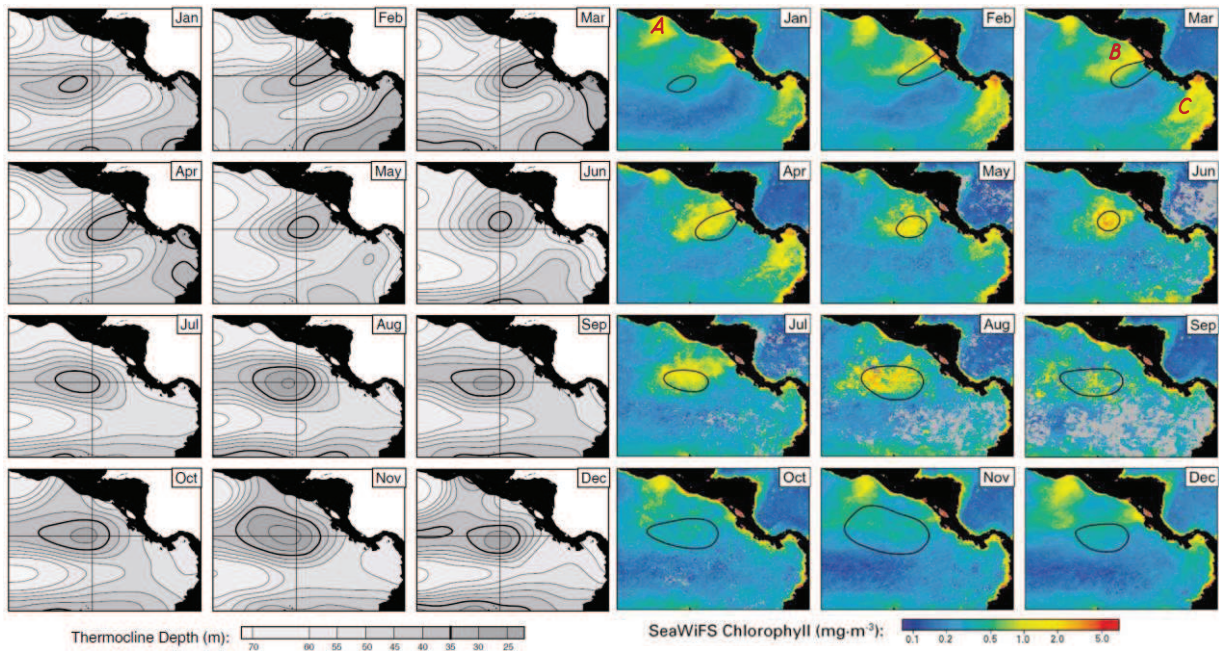 Jan Feb Mar Jan Feb Mar
A B C
Apr May Jun Apr May Jun
Jul Aug Sep Jul Aug Sep
Oct Nov Dec Oct Nov Dec
Thermocline Depth (m): SeaWiFS Chlorophyll (mg·m⁻³):
70 60 55 50 45 40 35 30 25 0.1 0.2 0.5 1.0 2.0 5.0